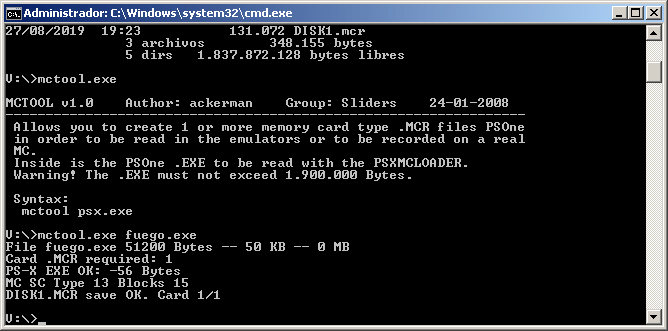 Administrador: C:\Windows\system32\cmd.exe
27/08/2019  19:23           131.072 DISK1.mcr
               3 archivos        348.155 bytes
               5 dirs   1.837.872.128 bytes libres
V:\>mctool.exe
MCTOOL v1.0    Author: ackerman    Group: Sliders    24-01-2008
-----------------------------------------------------------------
Allows you to create 1 or more memory card type .MCR files PSOne
in order to be read in the emulators or to be recorded on a real
MC.
Inside is the PSOne .EXE to be read with the PSXMCLOADER.
Warning! The .EXE must not exceed 1.900.000 Bytes.
Syntax:
mctool psx.exe
V:\>mctool.exe fuego.exe
File fuego.exe 51200 Bytes -- 50 KB -- 0 MB
Card .MCR required: 1
PS-X EXE OK: -56 Bytes
MC SC Type 13 Blocks 15
DISK1.MCR save OK. Card 1/1
V:\>_